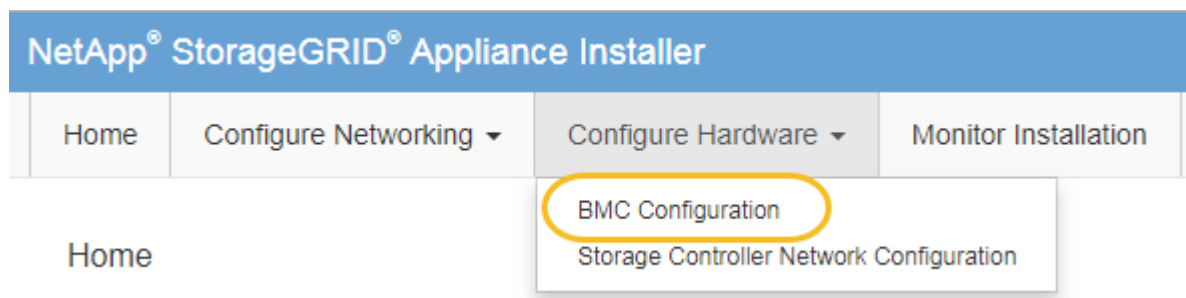 NetApp® StorageGRID® Appliance Installer
Home Configure Networking Configure Hardware Monitor Installation
BMC Configuration
Home
Storage Controller Network Configuration